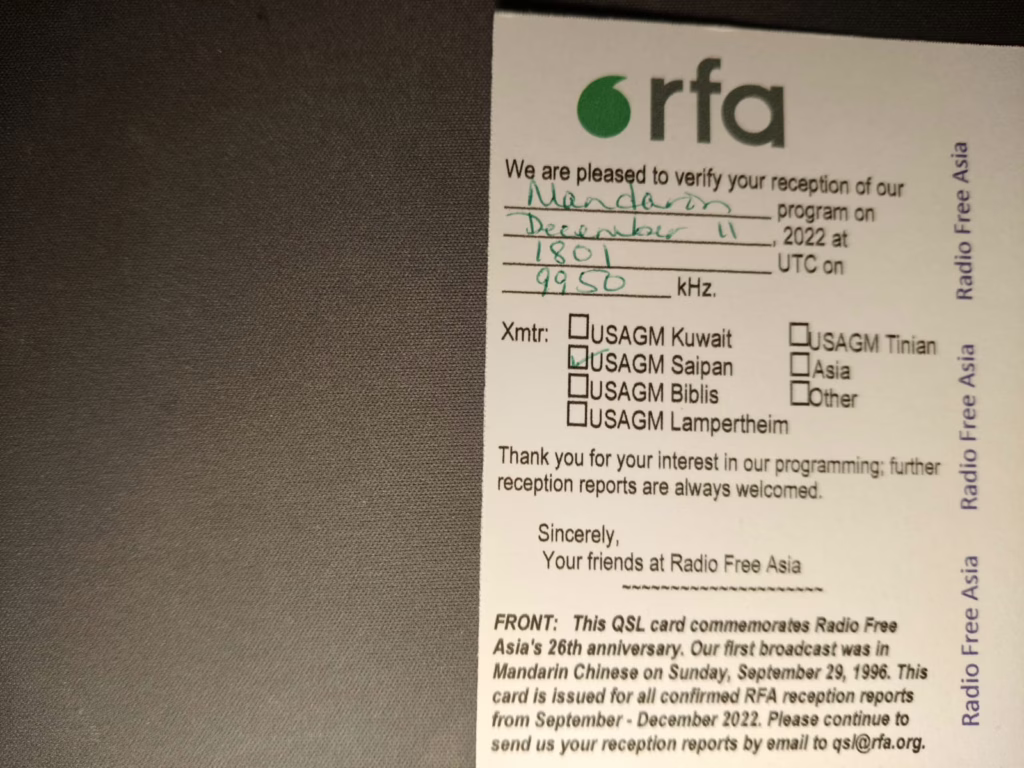 rfa
We are pleased to verify your reception of our
Mandarin program on
December 11, 2022 at
1801 UTC on
9950 kHz.
Xmtr: USAGM Kuwait USAGM Tinian
USAGM Saipan Asia
USAGM Biblis Other
USAGM Lampertheim
Thank you for your interest in our programming; further
reception reports are always welcomed.
Sincerely,
Your friends at Radio Free Asia
~~~~~~~~~~~~~~~~~~~~
FRONT: This QSL card commemorates Radio Free
Asia's 26th anniversary. Our first broadcast was in
Mandarin Chinese on Sunday, September 29, 1996. This
card is issued for all confirmed RFA reception reports
from September - December 2022. Please continue to
send us your reception reports by email to qsl@rfa.org.
Radio Free Asia
Radio Free Asia
Radio Free Asia